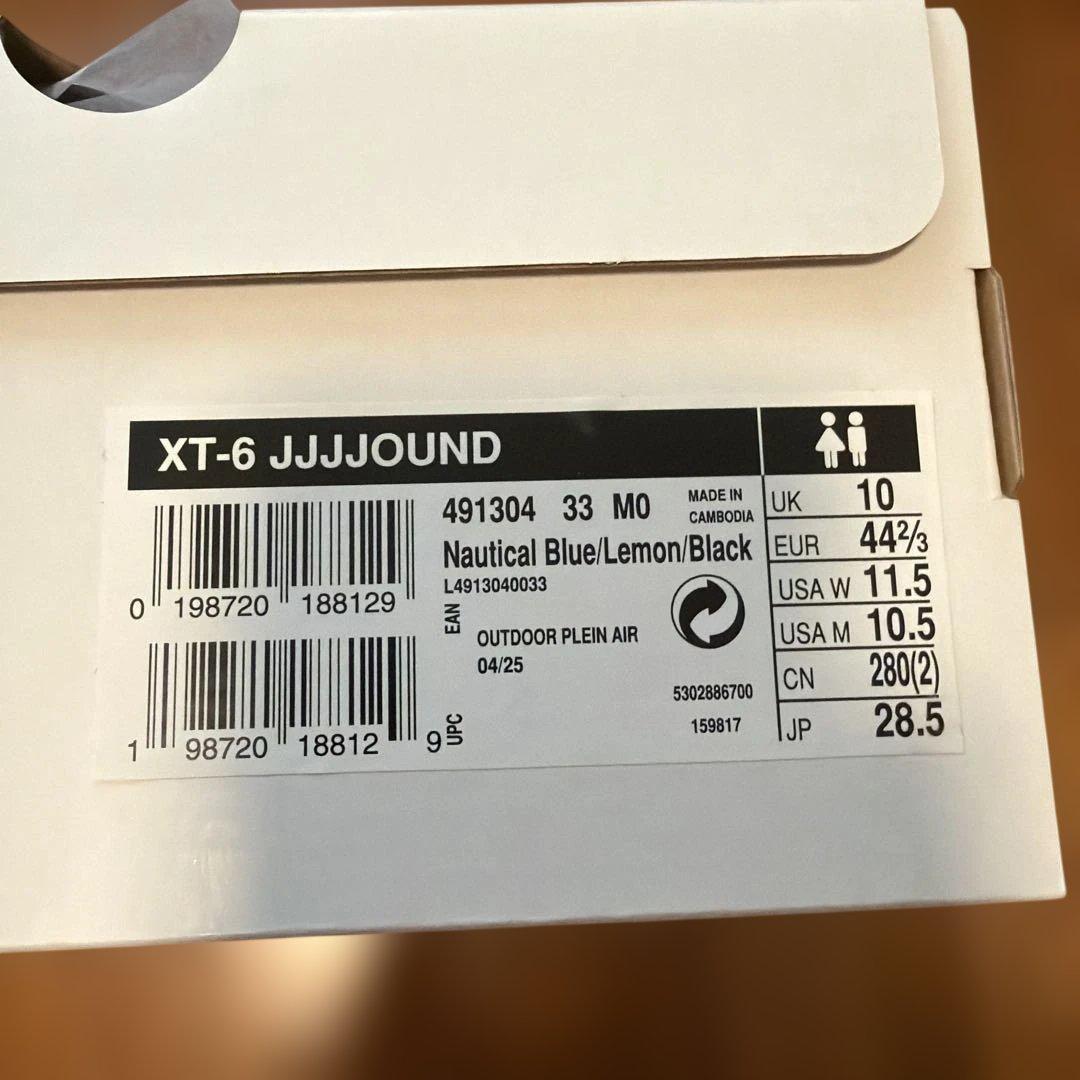 XT-6 JJJJOUND
491304 33 M0
MADE IN
CAMBODIA
Nautical Blue/Lemon/Black
L4913040033
0 198720 188129
EAN
OUTDOOR PLEIN AIR
04/25
5302886700
159817
1 98720 18812 9
UPC
UK 10
EUR 44⅔
USA W 11.5
USA M 10.5
CN 280(2)
JP 28.5